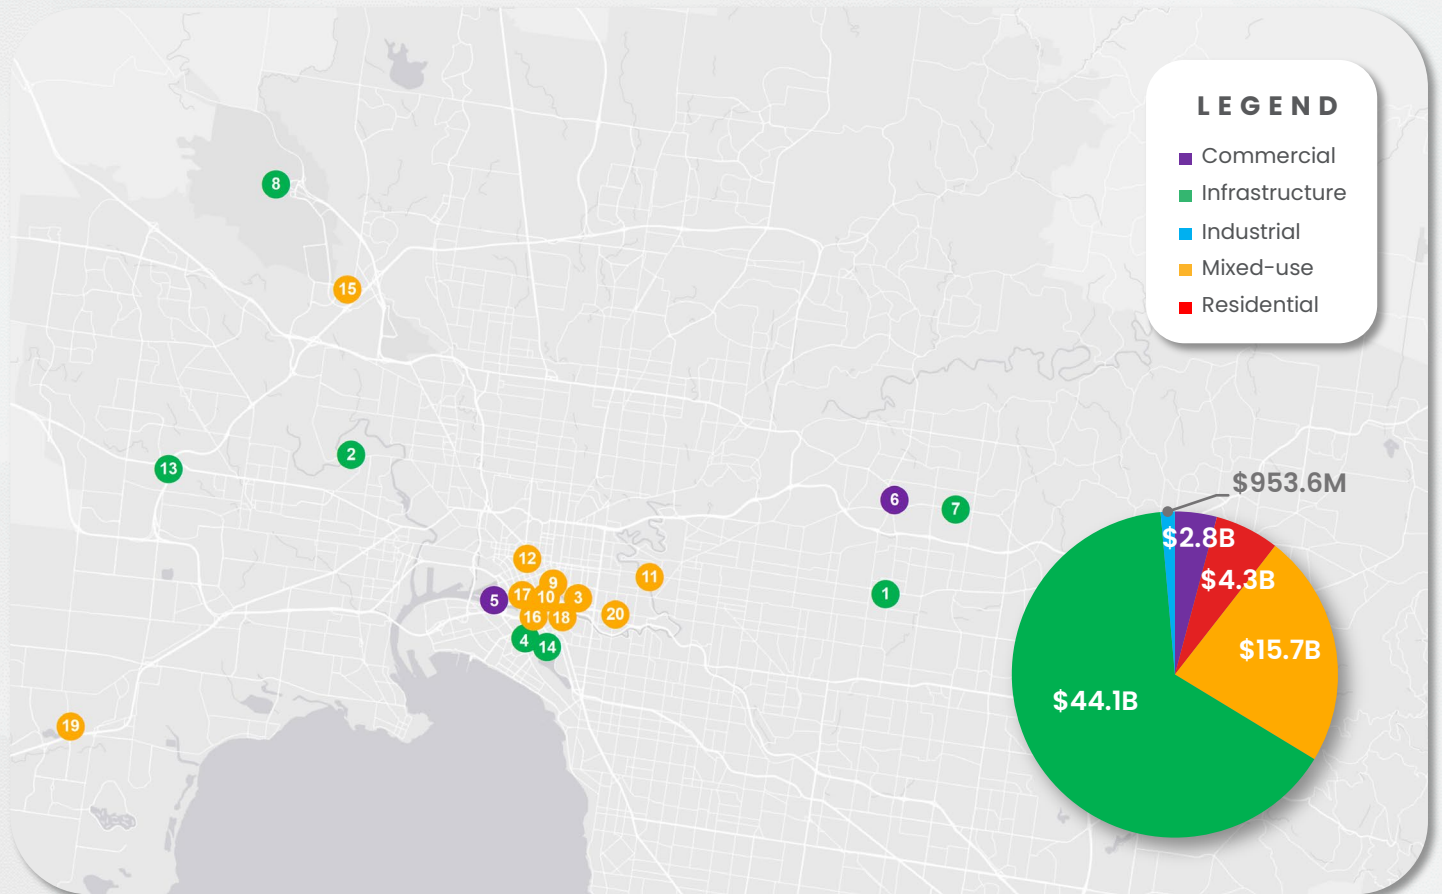 LEGEND
Commercial
Infrastructure
Industrial
Mixed-use
Residential
8
15
2
13
6
7
12
11
9
1
17
10
3
5
20
16
18
4
14
19
$953.6M
$2.8B
$4.3B
$15.7B
$44.1B